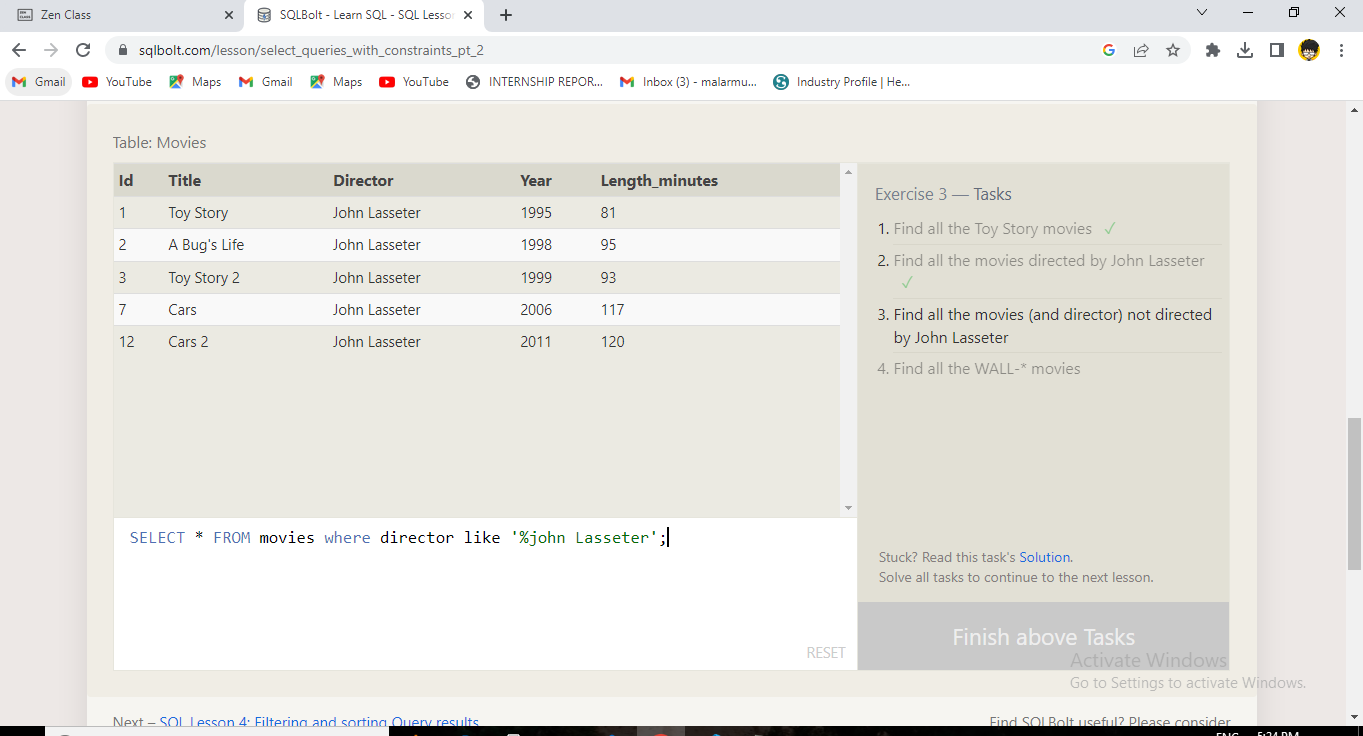 Zen Class
SQLBolt - Learn SQL - SQL Lesso
sqlbolt.com/lesson/select_queries_with_constraints_pt_2
Gmail YouTube Maps Gmail Maps YouTube INTERNSHIP REPOR... Inbox (3) - malarmu... Industry Profile | He...
Table: Movies
Id Title Director Year Length_minutes
1 Toy Story John Lasseter 1995 81
2 A Bug's Life John Lasseter 1998 95
3 Toy Story 2 John Lasseter 1999 93
7 Cars John Lasseter 2006 117
12 Cars 2 John Lasseter 2011 120
SELECT * FROM movies where director like '%john Lasseter';
RESET
Exercise 3 — Tasks
1. Find all the Toy Story movies ✓
2. Find all the movies directed by John Lasseter
✓
3. Find all the movies (and director) not directed
by John Lasseter
4. Find all the WALL-* movies
Stuck? Read this task's Solution.
Solve all tasks to continue to the next lesson.
Finish above Tasks
Activate Windows
Go to Settings to activate Windows.
Next – SQL Lesson 4: Filtering and sorting Query results
Find SQLBolt useful? Please consider
ENG 5:24 PM